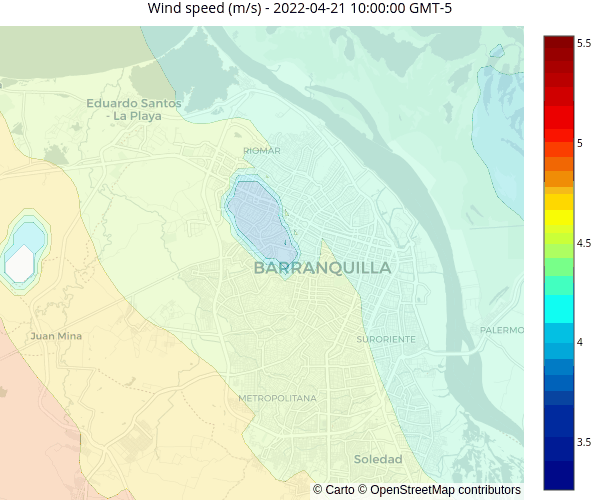 Wind speed (m/s) - 2022-04-21 10:00:00 GMT-5
5.5
Eduardo Santos
- La Playa
RIOMAR
5
4.5
BARRANQUILLA
Juan Mina
SURORIENTE
PALERMO
4
METROPOLITANA
3.5
Soledad
© Carto © OpenStreetMap contributors